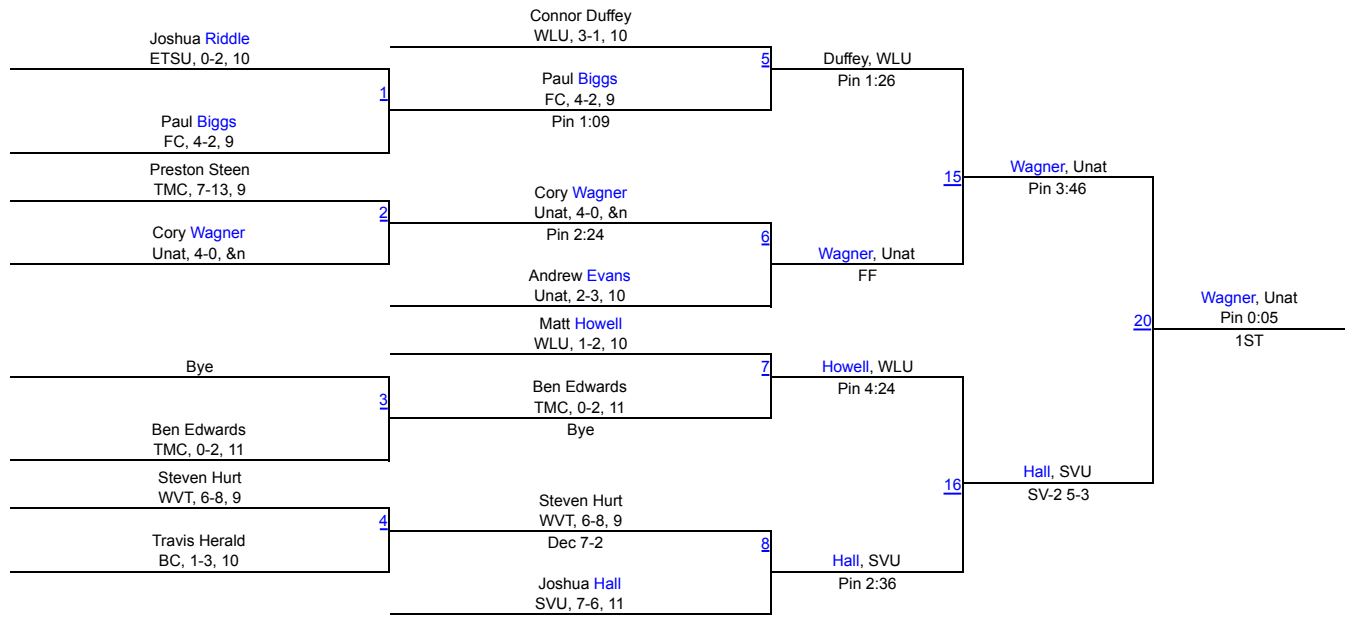 Joshua Riddle
ETSU, 0-2, 10
1
Paul Biggs
FC, 4-2, 9
Preston Steen
TMC, 7-13, 9
2
Cory Wagner
Unat, 4-0, &n
Bye
3
Ben Edwards
TMC, 0-2, 11
Steven Hurt
WVT, 6-8, 9
4
Travis Herald
BC, 1-3, 10
Connor Duffey
WLU, 3-1, 10
5
Paul Biggs
FC, 4-2, 9
Pin 1:09
Cory Wagner
Unat, 4-0, &n
Pin 2:24
6
Andrew Evans
Unat, 2-3, 10
Matt Howell
WLU, 1-2, 10
7
Ben Edwards
TMC, 0-2, 11
Bye
Steven Hurt
WVT, 6-8, 9
Dec 7-2
8
Joshua Hall
SVU, 7-6, 11
Duffey, WLU
Pin 1:26
15
Wagner, Unat
FF
Howell, WLU
Pin 4:24
16
Hall, SVU
Pin 2:36
Wagner, Unat
Pin 3:46
20
Hall, SVU
SV-2 5-3
Wagner, Unat
Pin 0:05
1ST